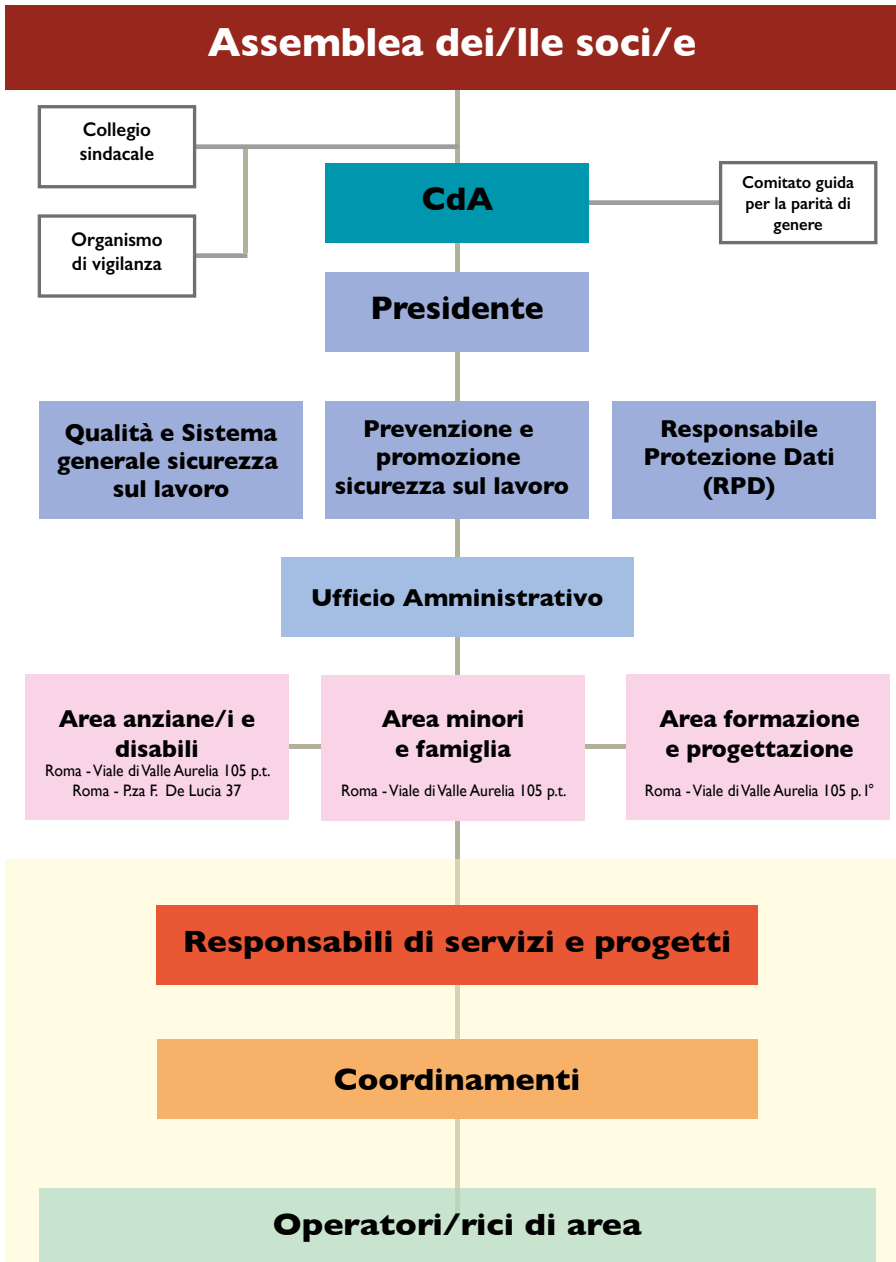 Assemblea dei/lle soci/e
Collegio
sindacale
CdA
Comitato guida
per la parità di
genere
Organismo
di vigilanza
Presidente
Qualità e Sistema
generale sicurezza
sul lavoro
Prevenzione e
promozione
sicurezza sul lavoro
Responsabile
Protezione Dati
(RPD)
Ufficio Amministrativo
Area anziane/i e
disabili
Roma - Viale di Valle Aurelia 105 p.t.
Roma - P.za F. De Lucia 37
Area minori
e famiglia
Roma - Viale di Valle Aurelia 105 p.t.
Area formazione
e progettazione
Roma - Viale di Valle Aurelia 105 p. I°
Responsabili di servizi e progetti
Coordinamenti
Operatori/rici di area